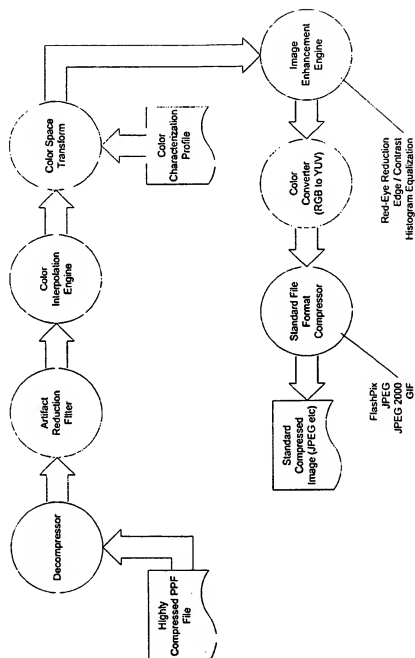 Highly
Compressed PPF
File
Decompressor
Artifact
Reduction
Filter
Color
Interpolation
Engine
Color Space
Transform
Color
Characterization
Profile
Image
Enhancement
Engine
Red-Eye Reduction
Edge / Contrast
Histogram Equalization
Color
Converter
(RGB to YUV)
Standard File
Format
Compressor
FlashPix
JPEG
JPEG 2000
GIF
Standard
Compressed
Image (JPEG etc)